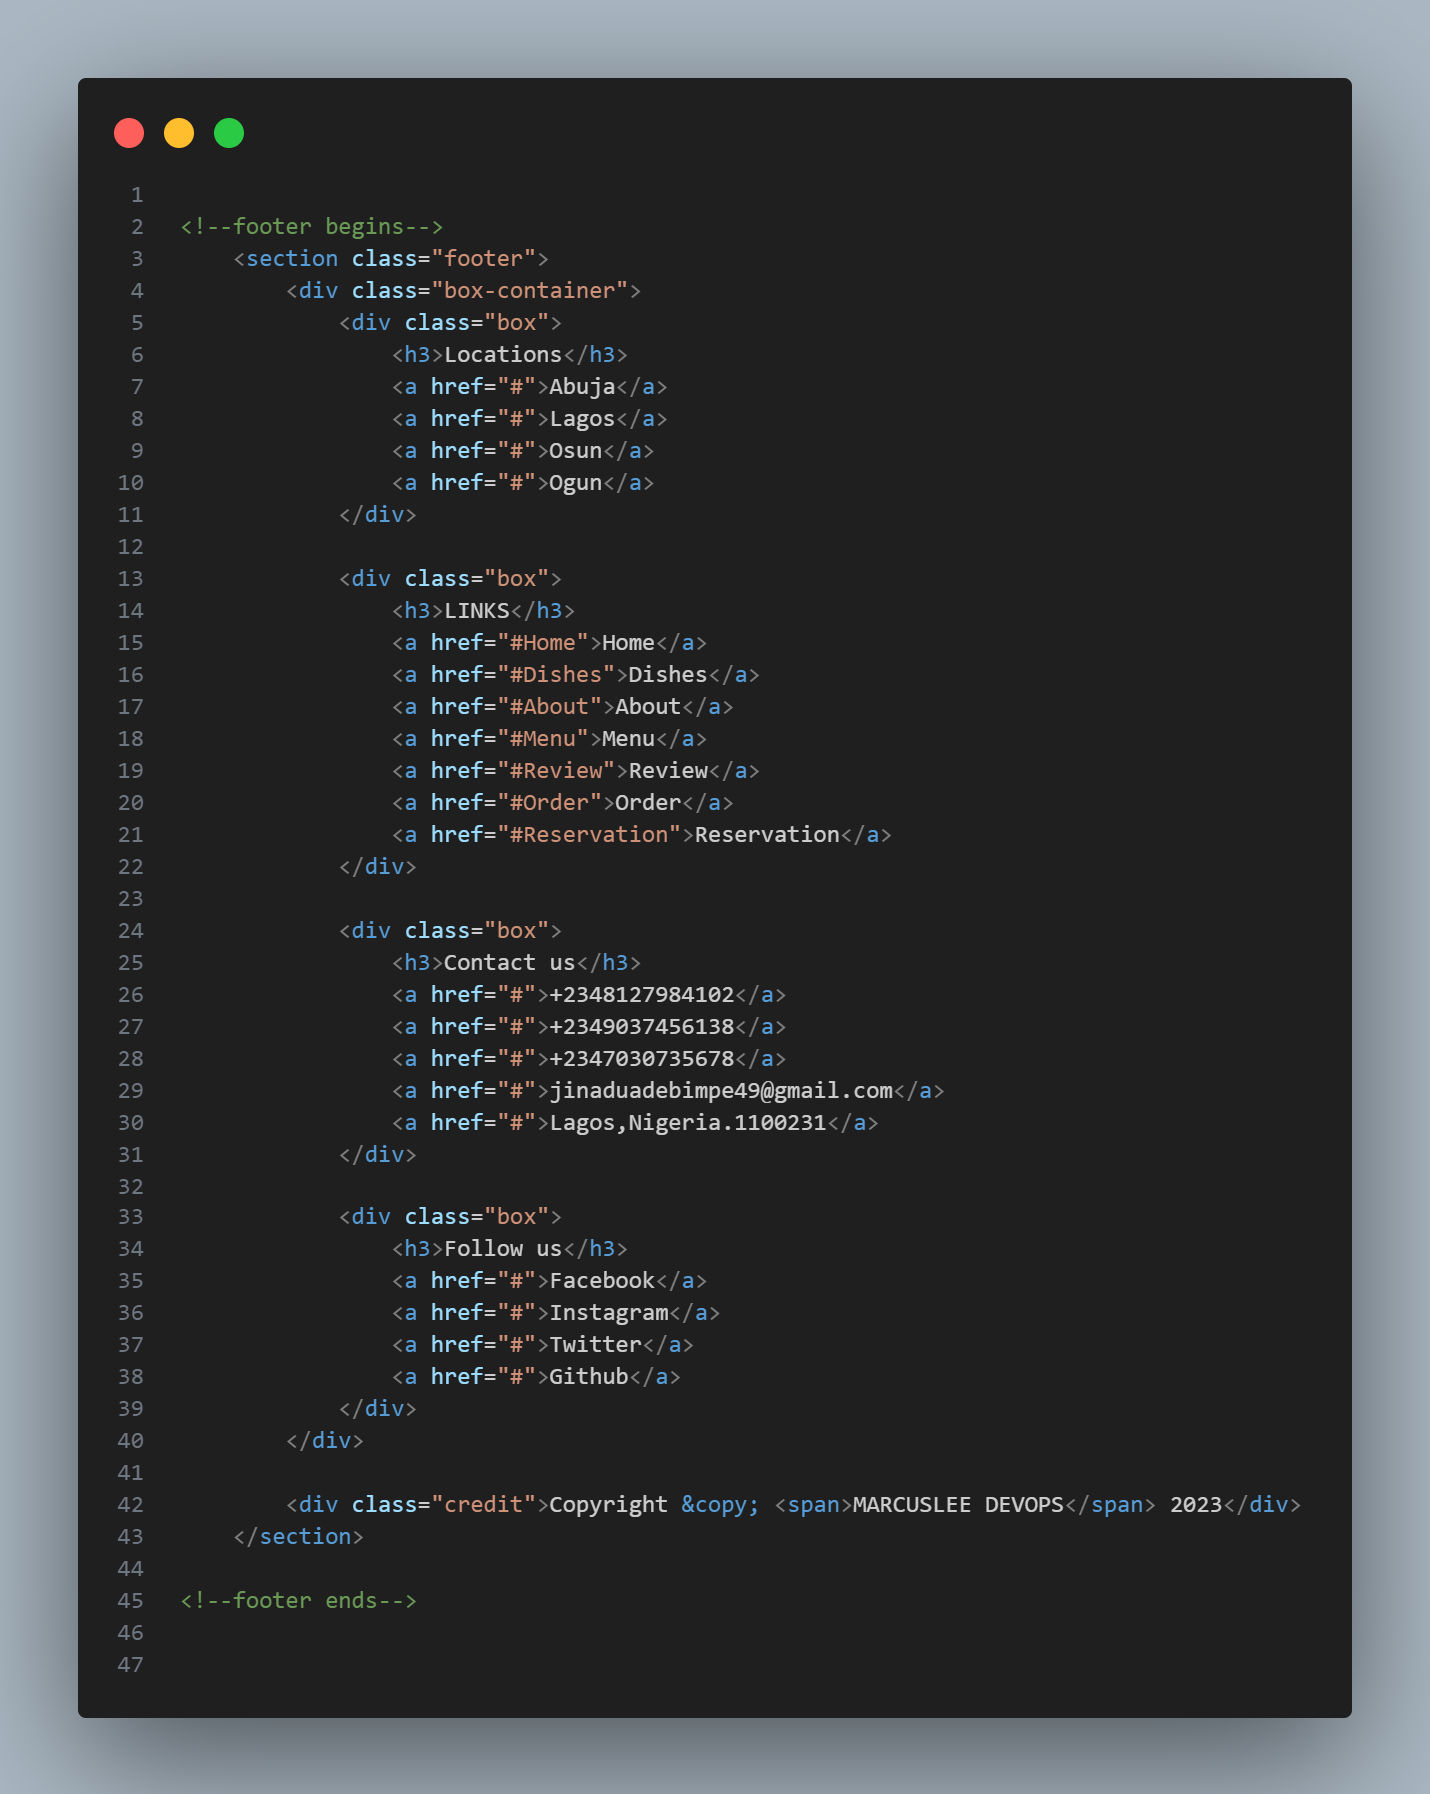 1
2 <!--footer begins-->
3     <section class="footer">
4         <div class="box-container">
5             <div class="box">
6                 <h3>Locations</h3>
7                 <a href="#">Abuja</a>
8                 <a href="#">Lagos</a>
9                 <a href="#">Osun</a>
10                 <a href="#">Ogun</a>
11             </div>
12
13             <div class="box">
14                 <h3>LINKS</h3>
15                 <a href="#Home">Home</a>
16                 <a href="#Dishes">Dishes</a>
17                 <a href="#About">About</a>
18                 <a href="#Menu">Menu</a>
19                 <a href="#Review">Review</a>
20                 <a href="#Order">Order</a>
21                 <a href="#Reservation">Reservation</a>
22             </div>
23
24             <div class="box">
25                 <h3>Contact us</h3>
26                 <a href="#">+2348127984102</a>
27                 <a href="#">+2349037456138</a>
28                 <a href="#">+2347030735678</a>
29                 <a href="#">jinaduadebimpe49@gmail.com</a>
30                 <a href="#">Lagos,Nigeria.1100231</a>
31             </div>
32
33             <div class="box">
34                 <h3>Follow us</h3>
35                 <a href="#">Facebook</a>
36                 <a href="#">Instagram</a>
37                 <a href="#">Twitter</a>
38                 <a href="#">Github</a>
39             </div>
40         </div>
41
42         <div class="credit">Copyright &copy; <span>MARCUSLEE DEVOPS</span> 2023</div>
43     </section>
44
45 <!--footer ends-->
46
47